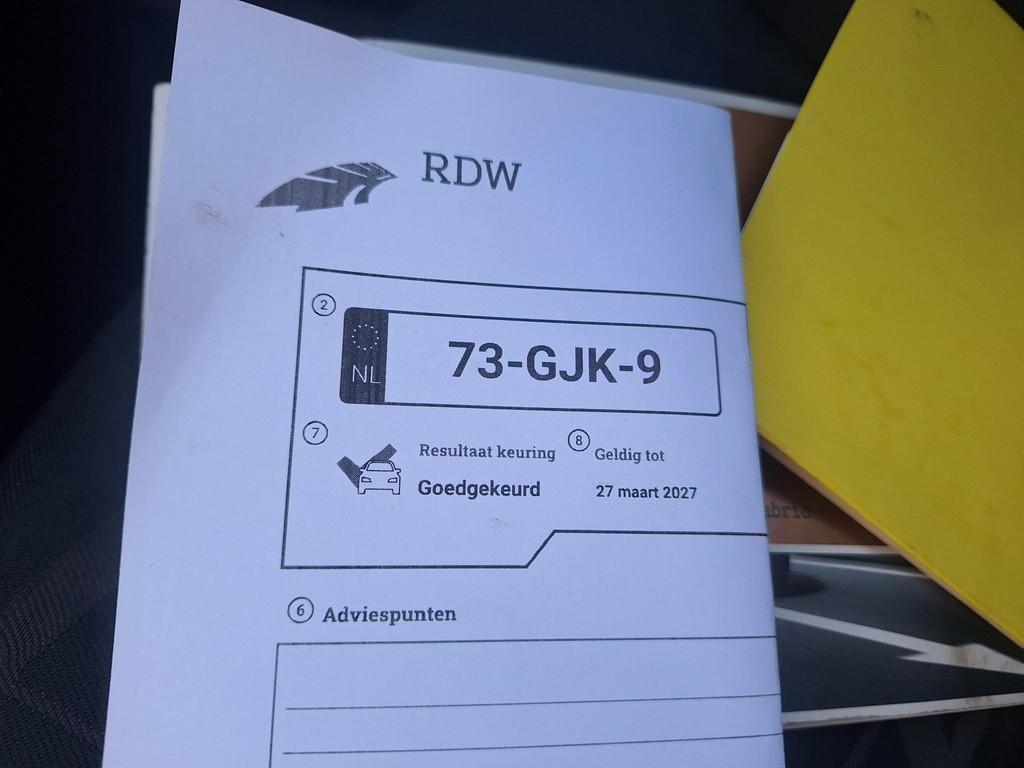 RDW
2
NL
73-GJK-9
7
Resultaat keuring
8
Geldig tot
Goedgekeurd
27 maart 2027
6
Adviespunten